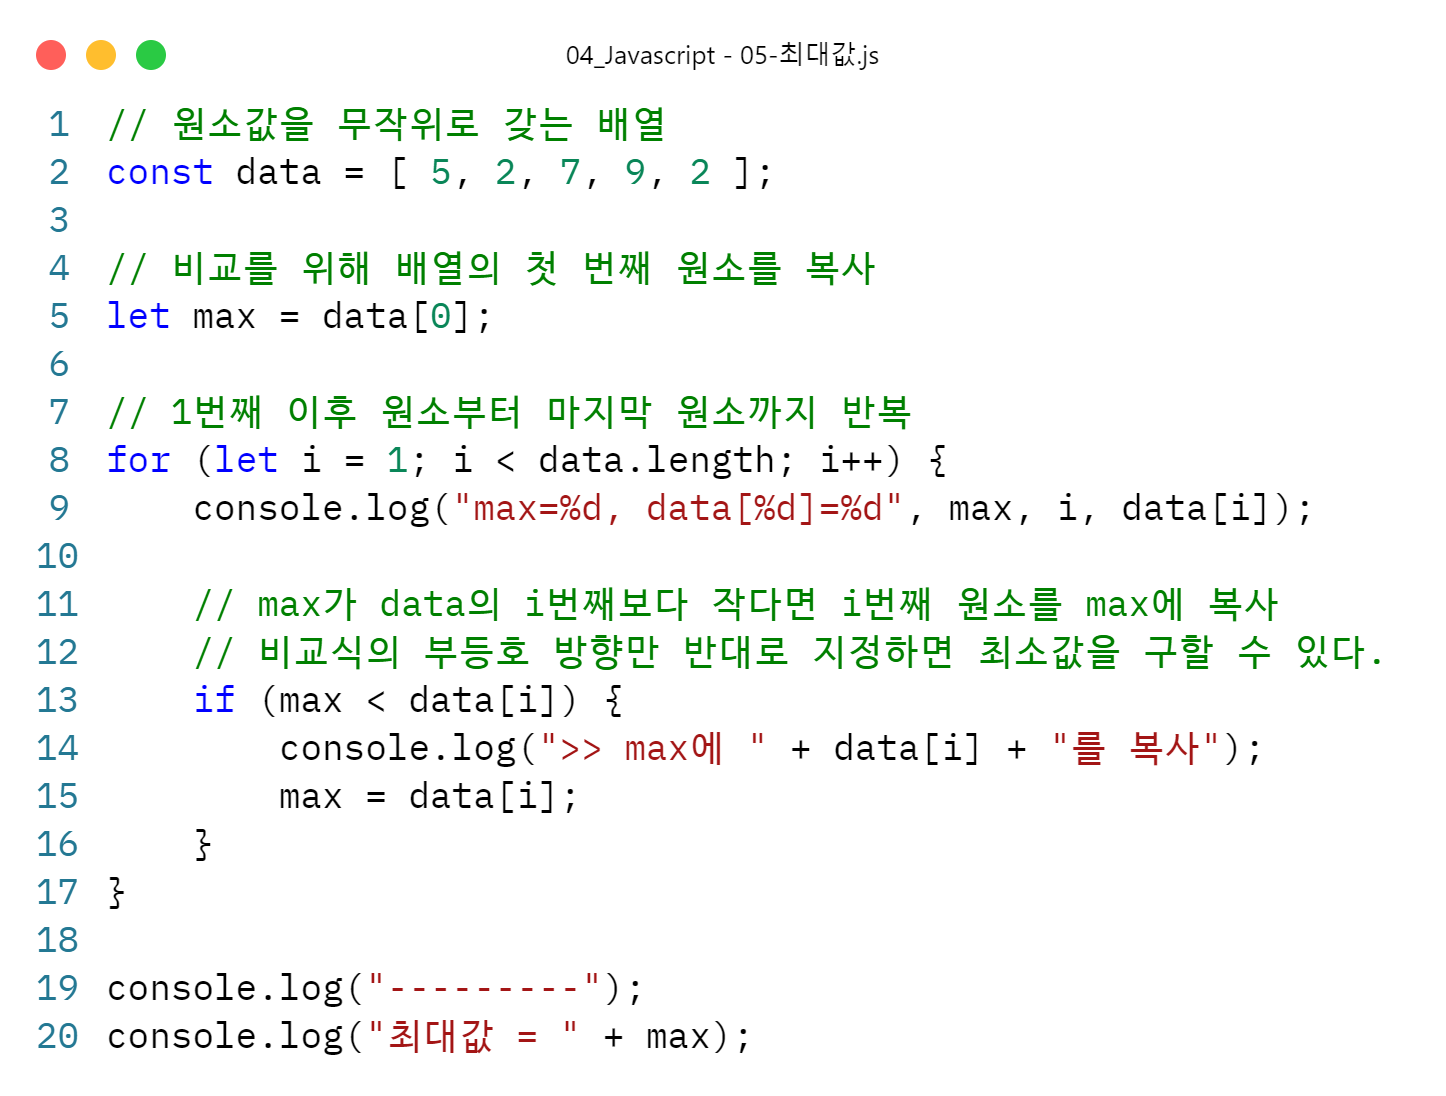 04_Javascript - 05-최대값.js
1 // 원소값을 무작위로 갖는 배열
2 const data = [ 5, 2, 7, 9, 2 ];
3
4 // 비교를 위해 배열의 첫 번째 원소를 복사
5 let max = data[0];
6
7 // 1번째 이후 원소부터 마지막 원소까지 반복
8 for (let i = 1; i < data.length; i++) {
9     console.log("max=%d, data[%d]=%d", max, i, data[i]);
10
11     // max가 data의 i번째보다 작다면 i번째 원소를 max에 복사
12     // 비교식의 부등호 방향만 반대로 지정하면 최소값을 구할 수 있다.
13     if (max < data[i]) {
14         console.log(">> max에 " + data[i] + "를 복사");
15         max = data[i];
16     }
17 }
18
19 console.log("---------");
20 console.log("최대값 = " + max);